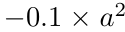 −0.1 × a²